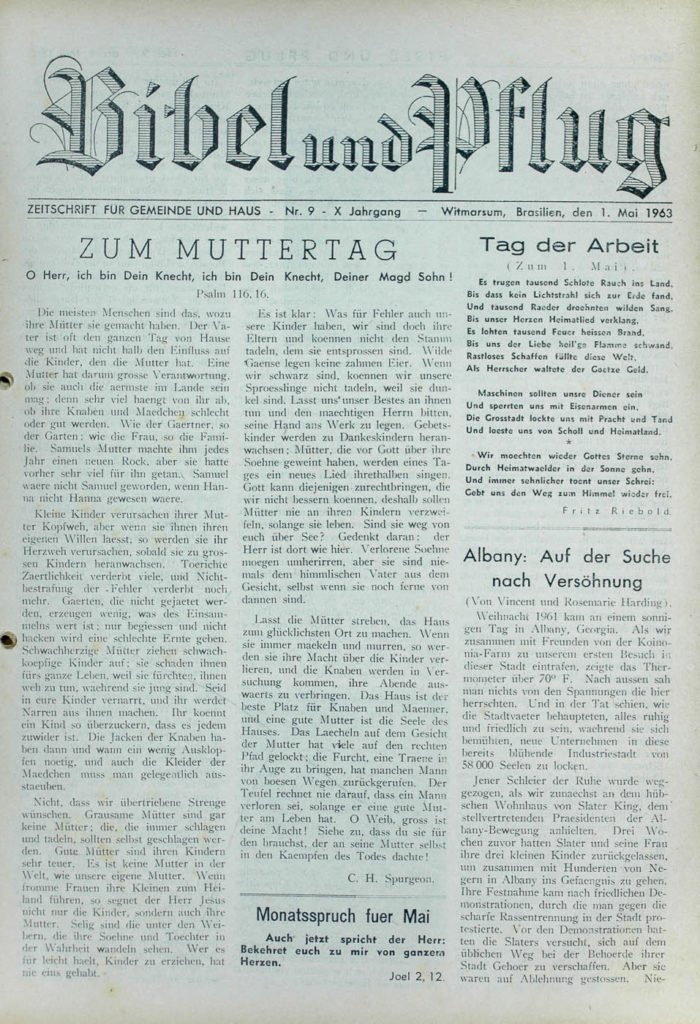 Bibel und Pflug
ZEITSCHRIFT FÜR GEMEINDE UND HAUS - Nr. 9 - X Jahrgang — Witmarsum, Brasilien, den 1. Mai 1963
ZUM MUTTERTAG
O Herr, ich bin Dein Knecht, ich bin Dein Knecht, Deiner Magd Sohn!
Psalm 116,16.
Die meisten Menschen sind das, wozu
ihre Mütter sie gemacht haben. Der Va-
ter ist oft den ganzen Tag von Hause
weg und hat nicht halb den Einfluss auf
die Kinder, den die Mutter hat. Eine
Mutter hat darum grosse Verantwortung,
ob sie auch die aermste im Lande sein
mag; denn sehr viel haengt von ihr ab,
ob ihre Knaben und Maedchen schlecht
oder gut werden. Wie der Gaertner, so
der Garten; wie die Frau, so die Fami-
lie. Samuels Mutter machte ihm jedes
Jahr einen neuen Rock, aber sie hatte
vorher sehr viel für ihn getan. Samuel
waere nicht Samuel geworden, wenn Han-
na nicht Hanna gewesen waere.
Kleine Kinder verursachen ihrer Mut-
ter Kopfweh, aber wenn sie ihnen ihren
eigenen Willen laesst, so werden sie ihr
Herzweh verursachen, sobald sie zu gros-
sen Kindern heranwachsen. Toerichte
Zaertlichkeit verderbt viele, und Nicht-
bestrafung der Fehler verderbt noch
mehr. Gaerten, die nicht gejaetet wer-
den, erzeugen wenig, was des Einsam-
melns wert ist; nur begiessen und nicht
hacken wird eine schlechte Ernte geben.
Schwachherzige Mütter ziehen schwach-
koepfige Kinder auf; sie schaden ihnen
fürs ganze Leben, weil sie fürchten, ihnen
weh zu tun, waehrend sie jung sind. Seid
in eure Kinder vernarrt, und ihr werdet
Narren aus ihnen machen. Ihr koennt
ein Kind so überzuckern, dass es jedem
zuwider ist. Die Jacken der Knaben ha-
ben dann und wann ein wenig Ausklop-
fen noetig, und auch die Kleider der
Maedchen muss man gelegentlich aus-
staeuben.
Nicht, dass wir übertriebene Strenge
wünschen. Grausame Mütter sind gar
keine Mütter; die, die immer schlagen
und tadeln, sollten selbst geschlagen wer-
den. Gute Mütter sind ihren Kindern
sehr teuer. Es ist keine Mutter in der
Welt, wie unsere eigene Mutter. Wenn
fromme Frauen ihre Kleinen zum Hei-
land führen, so segnet der Herr Jesus
nicht nur die Kinder, sondern auch ihre
Mutter. Selig sind die unter den Wei-
bern, die ihre Soehne und Toechter in
der Wahrheit wandeln sehen. Wer es
für leicht haelt, Kinder zu erziehen, hat
nie eins gehabt.
Es ist klar: Was für Fehler auch un-
sere Kinder haben, wir sind doch ihre
Eltern und koennen nicht den Stamm
tadeln, dem sie entsprossen sind. Wilde
Gaense legen keine zahmen Eier. Wenn
wir schwarz sind, koennen wir unsere
Sproesslinge nicht tadeln, weil sie dun-
kel sind. Lasst uns unser Bestes an ihnen
tun und den maechtigen Herrn bitten,
seine Hand ans Werk zu legen. Gebets-
kinder werden zu Dankeskindern heran-
wachsen; Mütter, die vor Gott über ihre
Soehne geweint haben, werden eines Ta-
ges ein neues Lied ihrethalben singen.
Gott kann diejenigen zurechtbringen, die
wir nicht bessern koennen, deshalb sollen
Mütter nie an ihren Kindern verzwei-
feln, solange sie leben. Sind sie weg von
euch über See? Gedenkt daran: der
Herr ist dort wie hier. Verlorene Soehne
moegen umherirren, aber sie sind nie-
mals dem himmlischen Vater aus dem
Gesicht, selbst wenn sie noch ferne von
dannen sind.
Lasst die Mütter streben, das Haus
zum glücklichsten Ort zu machen. Wenn
sie immer maekeln und murren, so wer-
den sie ihre Macht über die Kinder ver-
lieren, und die Knaben werden in Ver-
suchung kommen, ihre Abende aus-
waerts zu verbringen. Das Haus ist der
beste Platz für Knaben und Maenner,
und eine gute Mutter ist die Seele des
Hauses. Das Laecheln auf dem Gesicht
der Mutter hat viele auf den rechten
Pfad gelockt; die Furcht, eine Traene in
ihr Auge zu bringen, hat manchen Mann
von boesen Wegen zurückgerufen. Der
Teufel rechnet nie darauf, dass ein Mann
verloren sei, solange er eine gute Mut-
ter am Leben hat. O Weib, gross ist
deine Macht! Siehe zu, dass du sie für
den brauchst, der an seine Mutter selbst
in den Kaempfen des Todes dachte!
C. H. Spurgeon.
Monatsspruch fuer Mai
Auch jetzt spricht der Herr:
Bekehret euch zu mir von ganzem
Herzen.
Joel 2, 12.
Tag der Arbeit
(Zum 1. Mai).
Es trugen tausend Schlote Rauch ins Land,
Bis dass kein Lichtstrahl sich zur Erde fand,
Und tausend Raeder droehnten wilden Sang,
Bis unser Herzen Heimatlied verklang,
Es lohten tausend Feuer heissen Brand,
Bis uns der Liebe heil'ge Flamme schwand,
Rastloses Schaffen füllte diese Welt,
Als Herrscher waltete der Goetze Geld.
Maschinen sollten unsre Diener sein
Und sperrten uns mit Eisenarmen ein.
Die Grosstadt lockte uns mit Pracht und Tand
Und loeste uns von Scholl und Heimatland.
*
Wir moechten wieder Gottes Sterne sehn,
Durch Heimatwaelder in der Sonne gehn,
Und immer sehnlicher toent unser Schrei:
Gebt uns den Weg zum Himmel wieder frei.
Fritz Riebold.
Albany: Auf der Suche
nach Versöhnung
(Von Vincent und Rosemarie Harding).
Weihnacht 1961 kam an einem sonni-
gen Tag in Albany, Georgia. Als wir
zusammen mit Freunden von der Koino-
nia-Farm zu unserem ersten Besuch in
dieser Stadt eintrafen, zeigte das Ther-
mometer über 70° F. Nach aussen sah
man nichts von den Spannungen die hier
herrschten. Und in der Tat schien, wie
die Stadtvaeter behaupteten, alles ruhig
und friedlich zu sein, waehrend sie sich
bemühten, neue Unternehmen in diese
bereits blühende Industriestadt von
58 000 Seelen zu locken.
Jener Schleier der Ruhe wurde weg-
gezogen, als wir zunaechst an dem hüb-
schen Wohnhaus von Slater King, dem
stellvertretenden Praesidenten der Al-
bany-Bewegung anhielten. Drei Wo-
chen zuvor hatten Slater und seine Frau
ihre drei kleinen Kinder zurückgelassen,
um zusammen mit Hunderten von Ne-
gern in Albany ins Gefaengnis zu gehen.
Ihre Festnahme kam nach friedlichen De-
monstrationen, durch die man gegen die
scharfe Rassentrennung in der Stadt pro-
testierte. Vor den Demonstrationen hat-
ten die Slaters versucht, sich auf dem
üblichen Weg bei der Behoerde ihrer
Stadt Gehoer zu verschaffen. Aber sie
waren auf Ablehnung gestossen. Nie-